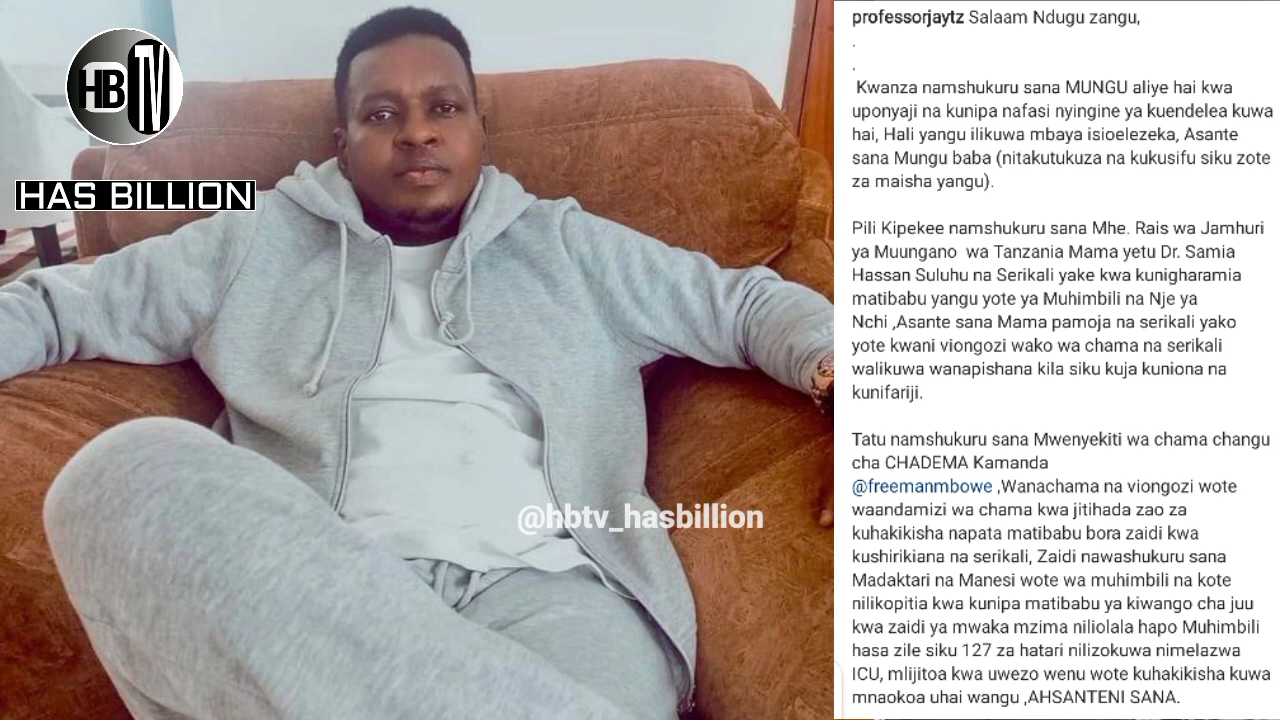 HB TV
HAS BILLION
@hbtv_hasbillion
professorjaytz Salaam Ndugu zangu,
.
.
Kwanza namshukuru sana MUNGU aliye hai kwa
uponyaji na kunipa nafasi nyingine ya kuendelea kuwa
hai, Hali yangu ilikuwa mbaya isioelezeka, Asante
sana Mungu baba (nitakutukuza na kukusifu siku zote
za maisha yangu).
Pili Kipekee namshukuru sana Mhe. Rais wa Jamhuri
ya Muungano wa Tanzania Mama yetu Dr. Samia
Hassan Suluhu na Serikali yake kwa kunigharamia
matibabu yangu yote ya Muhimbili na Nje ya
Nchi ,Asante sana Mama pamoja na serikali yako
yote kwani viongozi wako wa chama na serikali
walikuwa wanapishana kila siku kuja kuniona na
kunifariji.
Tatu namshukuru sana Mwenyekiti wa chama changu
cha CHADEMA Kamanda
@freemanmbowe ,Wanachama na viongozi wote
waandamizi wa chama kwa jitihada zao za
kuhakikisha napata matibabu bora zaidi kwa
kushirikiana na serikali, Zaidi nawashukuru sana
Madaktari na Manesi wote wa muhimbili na kote
nilikopitia kwa kunipa matibabu ya kiwango cha juu
kwa zaidi ya mwaka mzima niliolala hapo Muhimbili
hasa zile siku 127 za hatari nilizokuwa nimelazwa
ICU, mlijitoa kwa uwezo wenu wote kuhakikisha kuwa
mnaokoa uhai wangu ,AHSANTENI SANA.